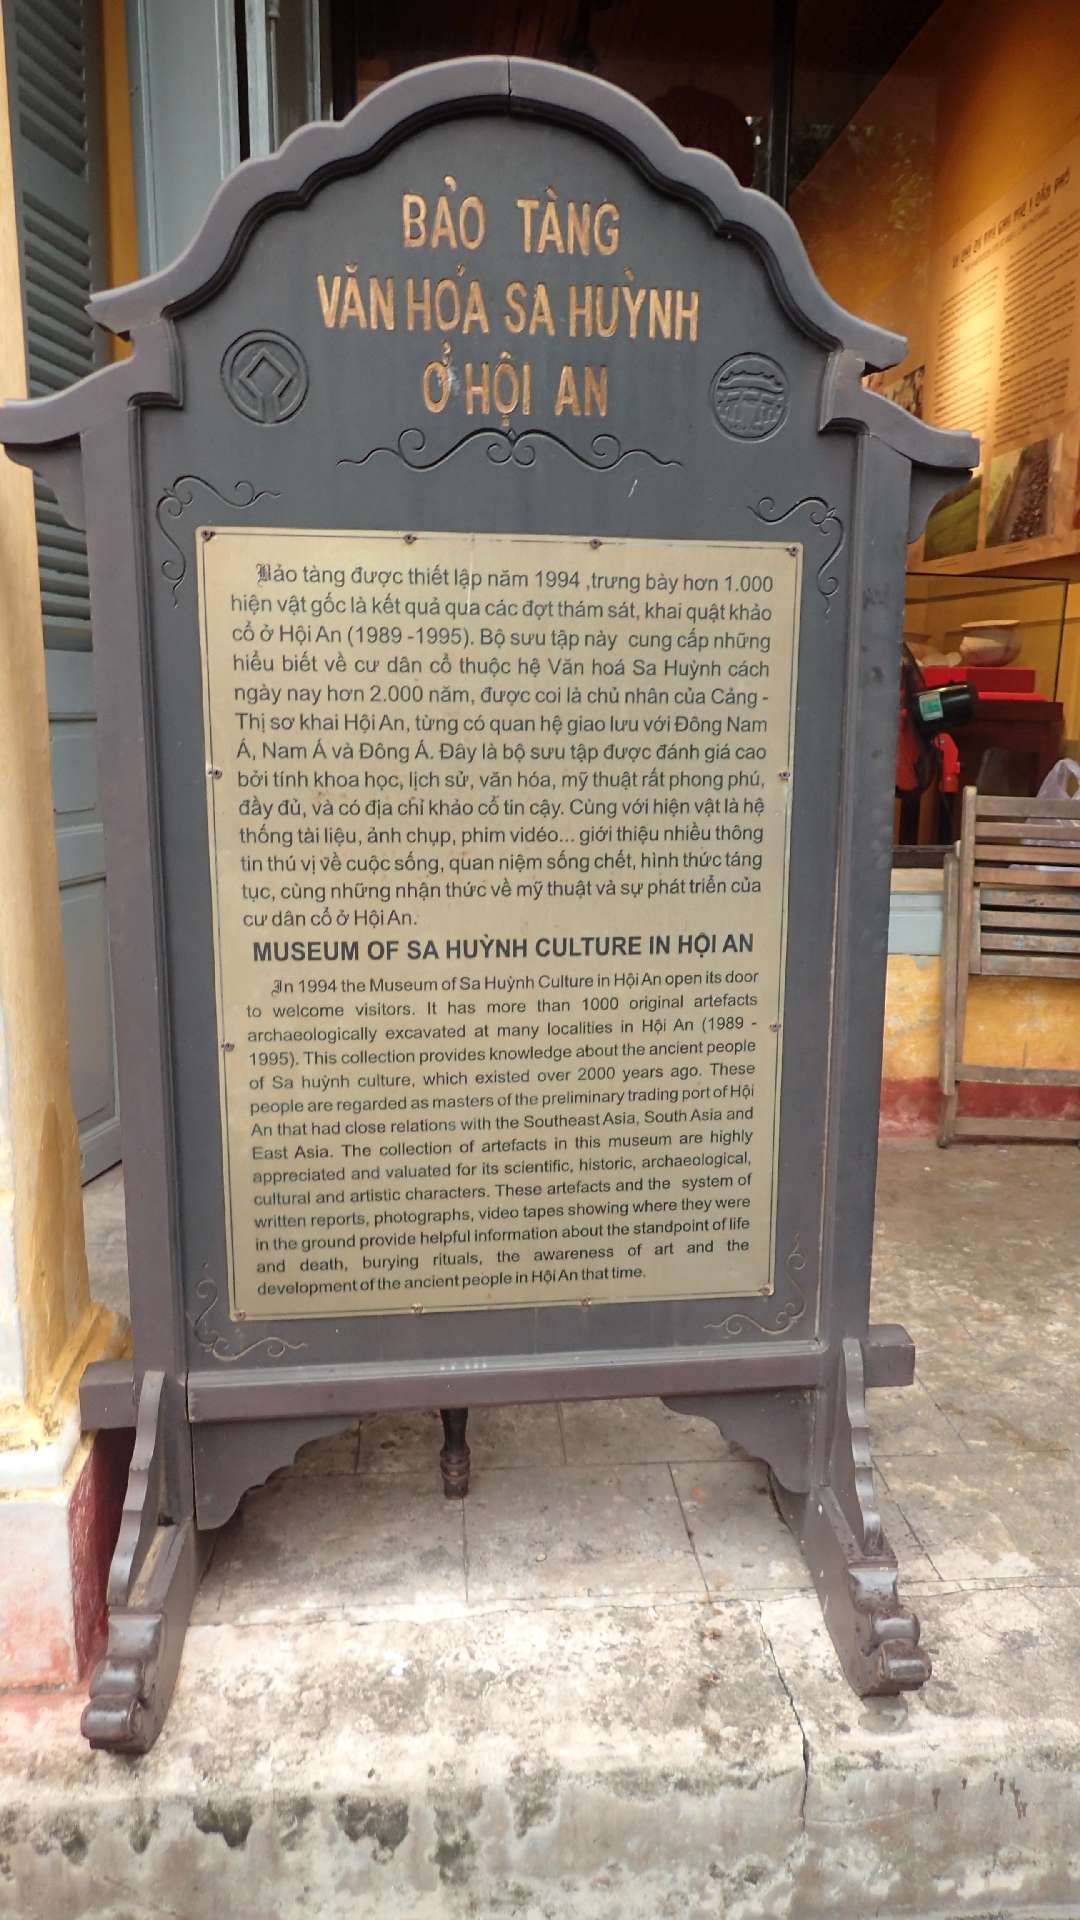 BẢO TÀNG
VĂN HÓA SA HUỲNH
Ở HỘI AN
Bảo tàng được thiết lập năm 1994 ,trưng bày hơn 1.000
hiện vật gốc là kết quả qua các đợt thám sát, khai quật khảo
cổ ở Hội An (1989 -1995). Bộ sưu tập này cung cấp những
hiểu biết về cư dân cổ thuộc hệ Văn hoá Sa Huỳnh cách
ngày nay hơn 2.000 năm, được coi là chủ nhân của Cảng -
Thị sơ khai Hội An, từng có quan hệ giao lưu với Đông Nam
Á, Nam Á và Đông Á. Đây là bộ sưu tập được đánh giá cao
bởi tính khoa học, lịch sử, văn hóa, mỹ thuật rất phong phú,
đầy đủ, và có địa chỉ khảo cổ tin cậy. Cùng với hiện vật là hệ
thống tài liệu, ảnh chụp, phim vidéo... giới thiệu nhiều thông
tin thú vị về cuộc sống, quan niệm sống chết, hình thức táng
tục, cùng những nhận thức về mỹ thuật và sự phát triển của
cư dân cổ ở Hội An.
MUSEUM OF SA HUỲNH CULTURE IN HỘI AN
In 1994 the Museum of Sa Huỳnh Culture in Hội An open its door
to welcome visitors. It has more than 1000 original artefacts
archaeologically excavated at many localities in Hội An (1989 -
1995). This collection provides knowledge about the ancient people
of Sa huỳnh culture, which existed over 2000 years ago. These
people are regarded as masters of the preliminary trading port of Hội
An that had close relations with the Southeast Asia, South Asia and
East Asia. The collection of artefacts in this museum are highly
appreciated and valuated for its scientific, historic, archaeological,
cultural and artistic characters. These artefacts and the system of
written reports, photographs, video tapes showing where they were
in the ground provide helpful information about the standpoint of life
and death, burying rituals, the awareness of art and the
development of the ancient people in Hội An that time.